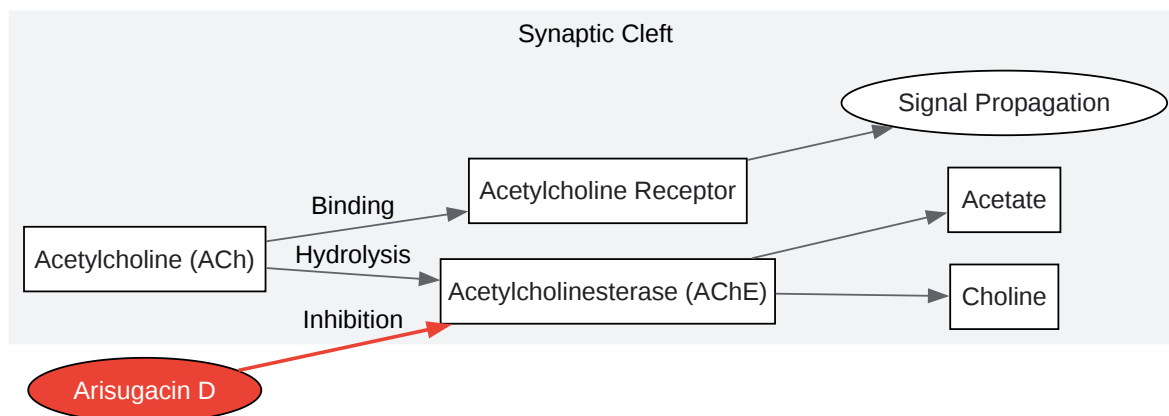 Synaptic Cleft
Signal Propagation
Acetylcholine Receptor
Binding
Acetate
Acetylcholine (ACh)
Hydrolysis
Acetylcholinesterase (AChE)
Choline
Inhibition
Arisugacin D